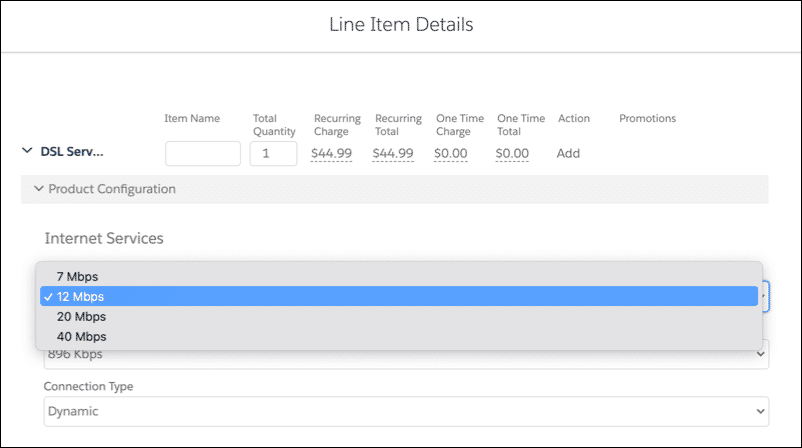 Line Item Details
Item Name Total Quantity Recurring Charge Recurring Total One Time Charge One Time Total Action Promotions
DSL Serv... 1 $44.99 $44.99 $0.00 $0.00 Add
Product Configuration
Internet Services
7 Mbps
✓ 12 Mbps
20 Mbps
40 Mbps
896 Kbps
Connection Type
Dynamic